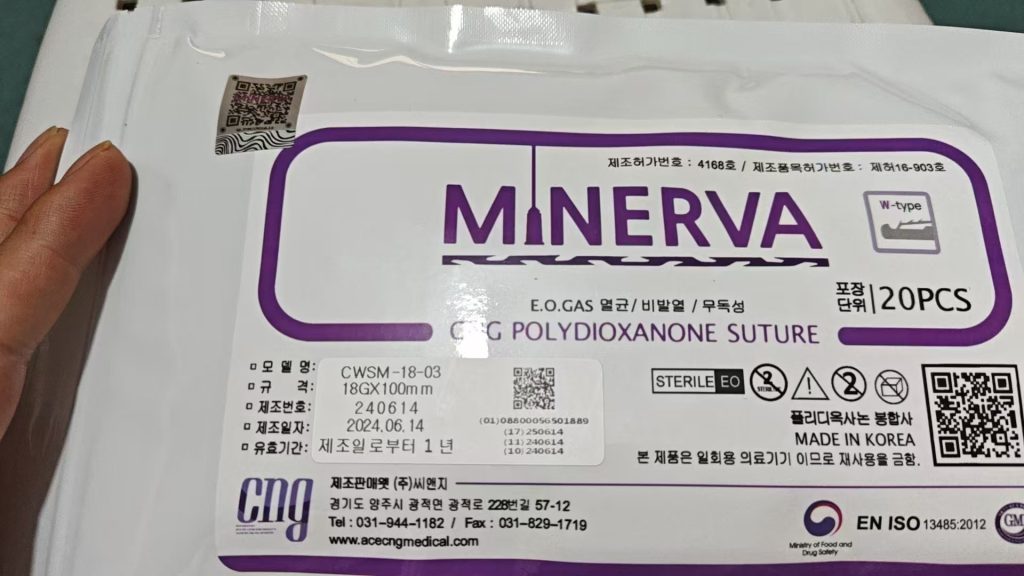 MINERVA
제조허가번호 : 4168호 / 제조품목허가번호 : 제허16-903호
MINERVA
W-type
E.O.GAS 멸균/ 비발열 / 무독성
포장단위 20PCS
CNG POLYDIOXANONE SUTURE
모델명: CWSM-18-03
규 격: 18GX100mm
제조번호: 240614
제조일자: 2024.06.14
유효기간: 제조일로부터 1 년
(01)08800056501889
(17)250614
(11)240614
(10)240614
STERILE EO
폴리디옥사논 봉합사
MADE IN KOREA
본 제품은 일회용 의료기기 이므로 재사용을 금함.
cng
제조판매원 (주)씨앤지
경기도 양주시 광적면 광적로 228번길 57-12
Tel : 031-944-1182 / Fax : 031-829-1719
www.acecngmedical.com
Ministry of Food and
Drug Safety
EN ISO 13485:2012
GM